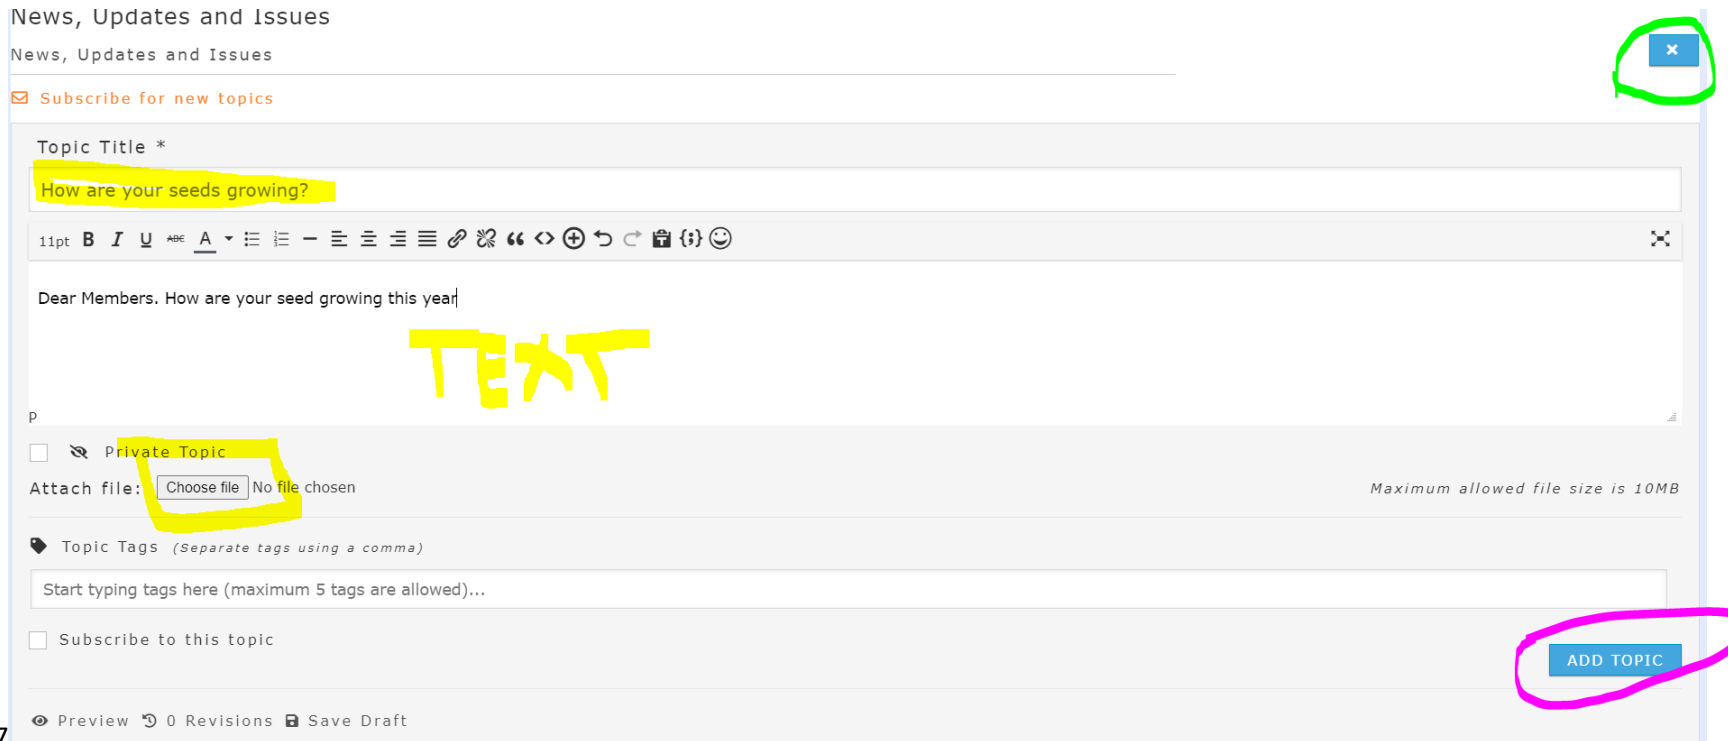 News, Updates and Issues
News, Updates and Issues
Subscribe for new topics
Topic Title *
How are your seeds growing?
11pt B I U ABC A
Dear Members. How are your seed growing this year
TEXT
P
Private Topic
Attach file: Choose file No file chosen Maximum allowed file size is 10MB
Topic Tags (Separate tags using a comma)
Start typing tags here (maximum 5 tags are allowed)...
Subscribe to this topic
ADD TOPIC
Preview 0 Revisions Save Draft
7